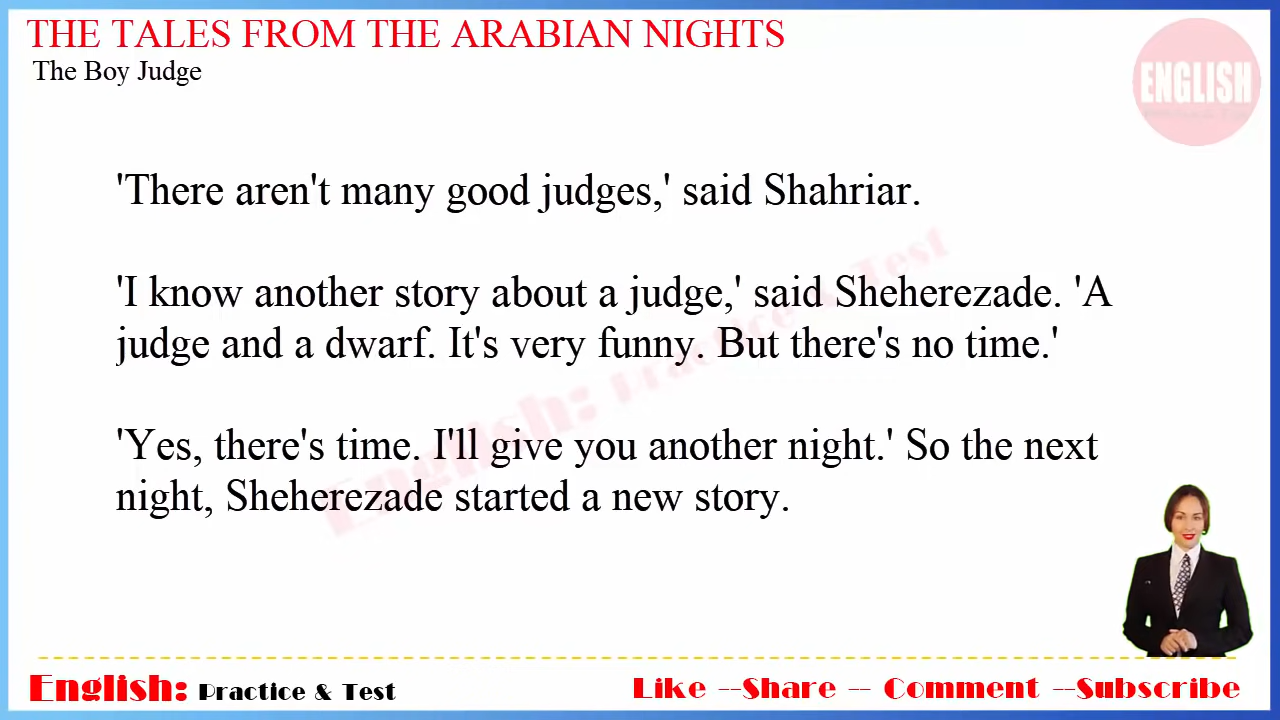 THE TALES FROM THE ARABIAN NIGHTS
The Boy Judge
ENGLISH
'There aren't many good judges,' said Shahriar.
'I know another story about a judge,' said Sheherezade. 'A
judge and a dwarf. It's very funny. But there's no time.'
'Yes, there's time. I'll give you another night.' So the next
night, Sheherezade started a new story.
English: Practice & Test
English: Practice & Test
Like --Share -- Comment --Subscribe